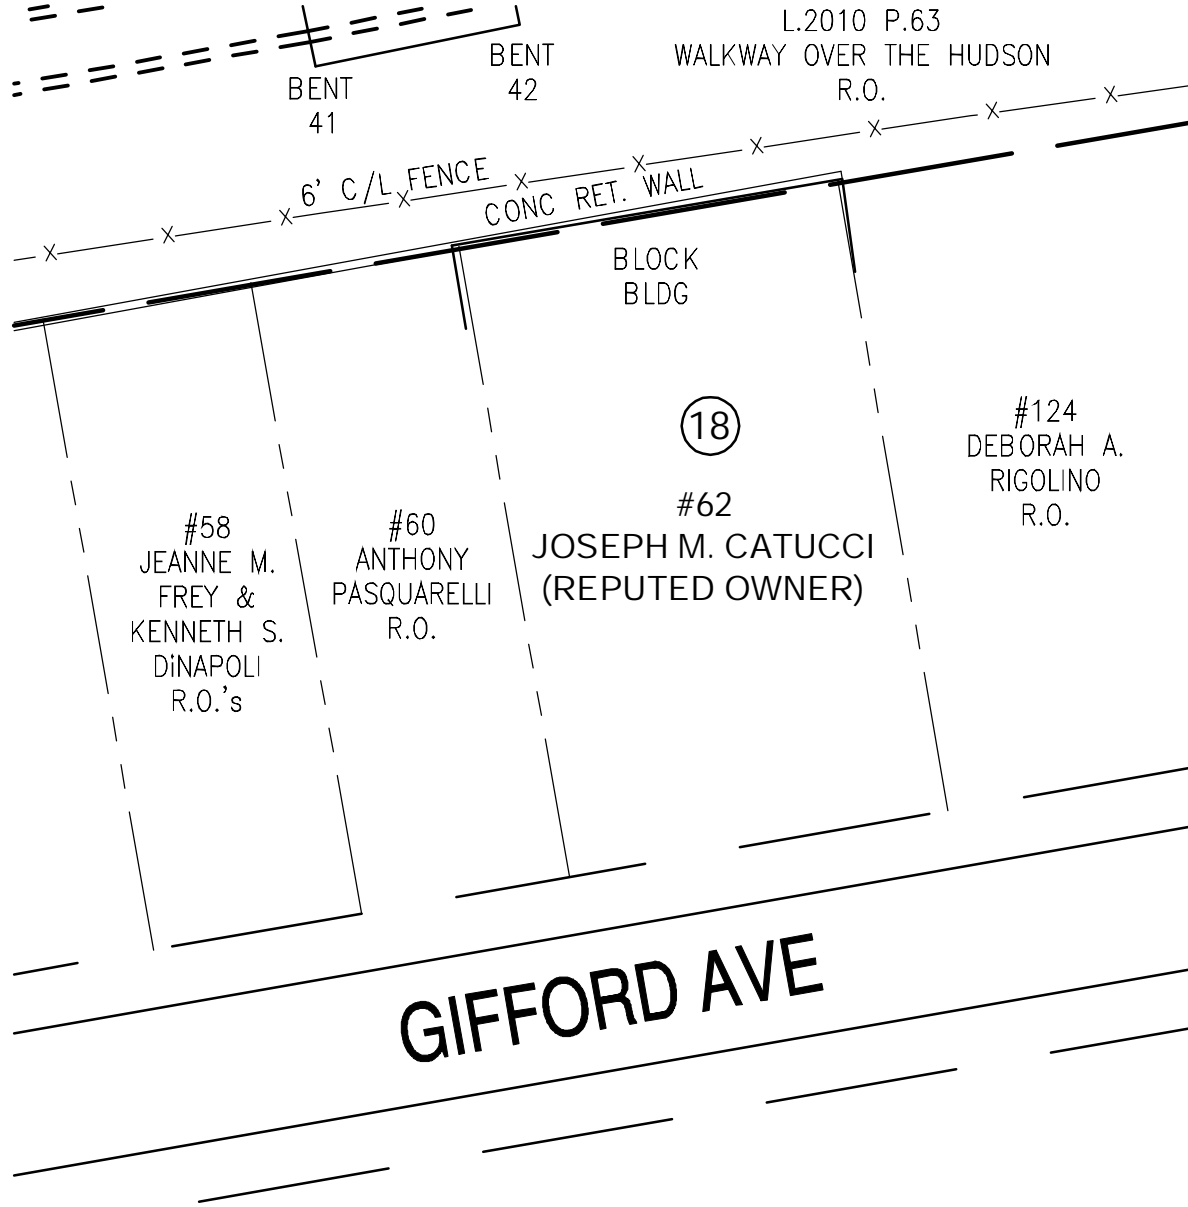 L.2010 P.63
WALKWAY OVER THE HUDSON
R.O.
BENT
41
BENT
42
6' C/L FENCE
CONC RET. WALL
BLOCK
BLDG
18
#58
JEANNE M.
FREY &
KENNETH S.
DiNAPOLI
R.O.'s
#60
ANTHONY
PASQUARELLI
R.O.
#62
JOSEPH M. CATUCCI
(REPUTED OWNER)
#124
DEBORAH A.
RIGOLINO
R.O.
GIFFORD AVE